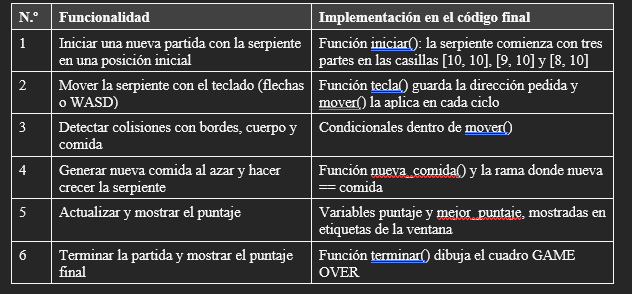 N.º Funcionalidad Implementación en el código final
1 Iniciar una nueva partida con la serpiente Función iniciar(): la serpiente comienza con tres
en una posición inicial partes en las casillas [10, 10], [9, 10] y [8, 10]
2 Mover la serpiente con el teclado (flechas Función tecla() guarda la dirección pedida y
o WASD) mover() la aplica en cada ciclo
3 Detectar colisiones con bordes, cuerpo y Condicionales dentro de mover()
comida
4 Generar nueva comida al azar y hacer Función nueva_comida() y la rama donde nueva
crecer la serpiente == comida
5 Actualizar y mostrar el puntaje Variables puntaje y mejor_puntaje, mostradas en
etiquetas de la ventana
6 Terminar la partida y mostrar el puntaje Función terminar() dibuja el cuadro GAME
final OVER